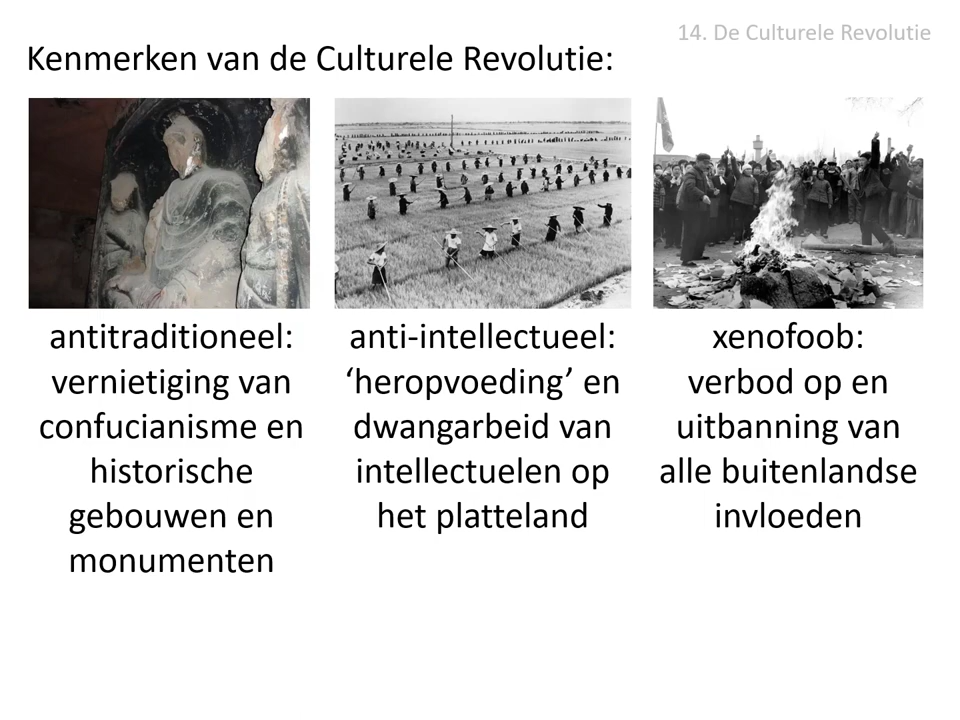 14. De Culturele Revolutie
Kenmerken van de Culturele Revolutie:
antitraditioneel:
vernietiging van
confucianisme en
historische
gebouwen en
monumenten
anti-intellectueel:
‘heropvoeding’ en
dwangarbeid van
intellectuelen op
het platteland
xenofoob:
verbod op en
uitbanning van
alle buitenlandse
invloeden